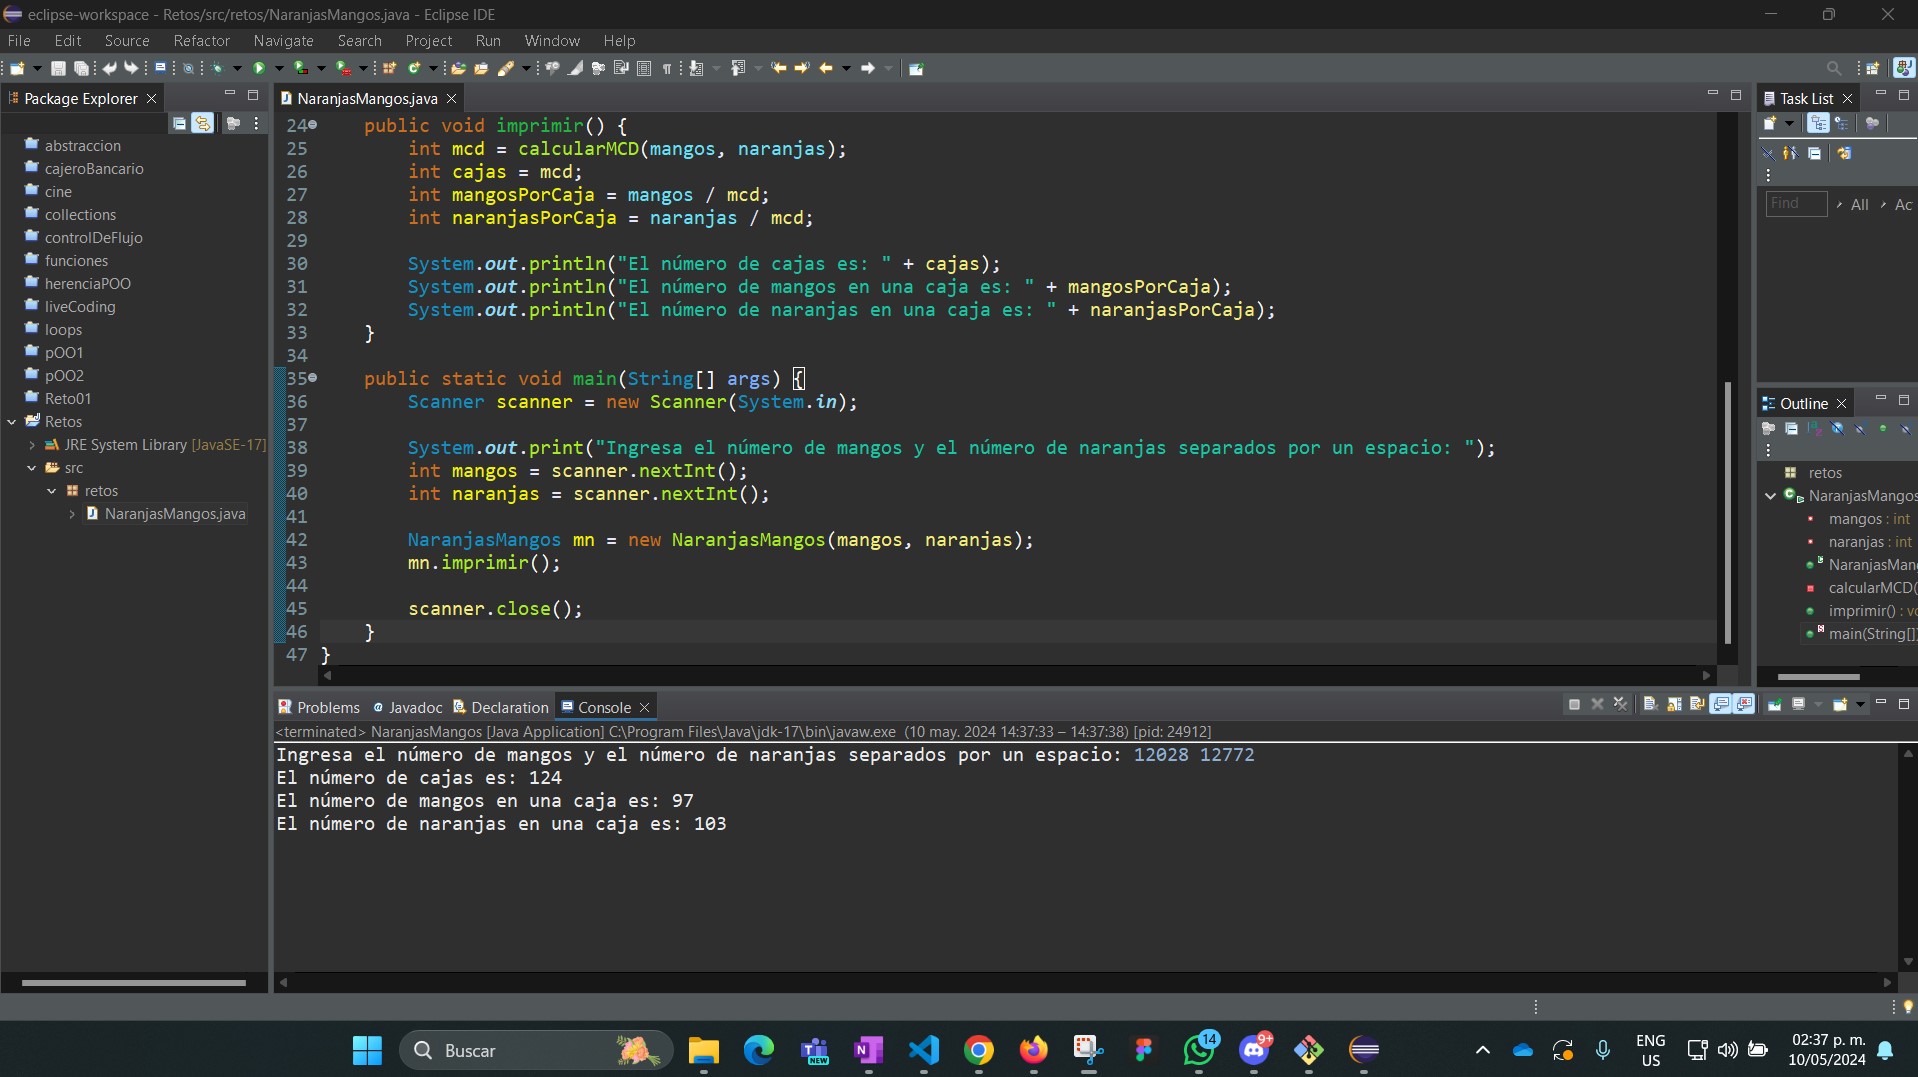 eclipse-workspace - Retos/src/retos/NaranjasMangos.java - Eclipse IDE
File Edit Source Refactor Navigate Search Project Run Window Help
Package Explorer
abstraccion
cajeroBancario
cine
collections
controlDeFlujo
funciones
herenciaPOO
liveCoding
loops
pOO1
pOO2
Reto01
Retos
JRE System Library [JavaSE-17]
src
retos
NaranjasMangos.java
NaranjasMangos.java
24 public void imprimir() {
25 int mcd = calcularMCD(mangos, naranjas);
26 int cajas = mcd;
27 int mangosPorCaja = mangos / mcd;
28 int naranjasPorCaja = naranjas / mcd;
29
30 System.out.println("El número de cajas es: " + cajas);
31 System.out.println("El número de mangos en una caja es: " + mangosPorCaja);
32 System.out.println("El número de naranjas en una caja es: " + naranjasPorCaja);
33 }
34
35 public static void main(String[] args) {
36 Scanner scanner = new Scanner(System.in);
37
38 System.out.print("Ingresa el número de mangos y el número de naranjas separados por un espacio: ");
39 int mangos = scanner.nextInt();
40 int naranjas = scanner.nextInt();
41
42 NaranjasMangos mn = new NaranjasMangos(mangos, naranjas);
43 mn.imprimir();
44
45 scanner.close();
46 }
47 }
Task List
Find All Ac
Outline
retos
NaranjasMangos
mangos : int
naranjas : int
NaranjasMan
calcularMCD(
imprimir() : vo
main(String[])
Problems Javadoc Declaration Console
<terminated> NaranjasMangos [Java Application] C:\Program Files\Java\jdk-17\bin\javaw.exe (10 may. 2024 14:37:33 – 14:37:38) [pid: 24912]
Ingresa el número de mangos y el número de naranjas separados por un espacio: 12028 12772
El número de cajas es: 124
El número de mangos en una caja es: 97
El número de naranjas en una caja es: 103
Buscar
NEW
14
9+
ENG
US
02:37 p. m.
10/05/2024